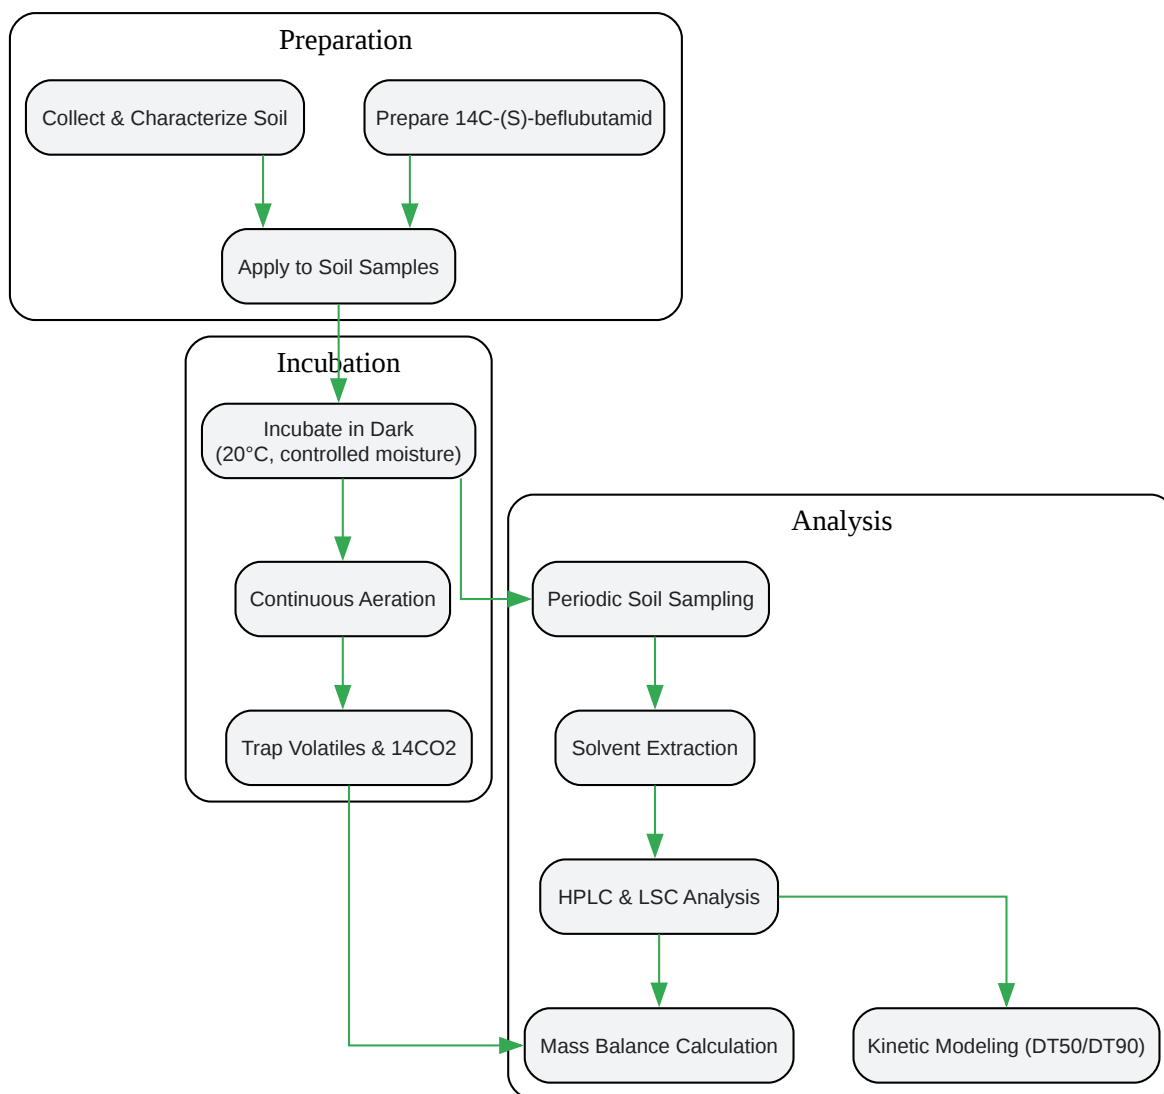 Preparation
Collect & Characterize Soil
Prepare 14C-(S)-beflubutamid
Apply to Soil Samples
Incubation
Incubate in Dark
(20°C, controlled moisture)
Continuous Aeration
Trap Volatiles & 14CO2
Analysis
Periodic Soil Sampling
Solvent Extraction
HPLC & LSC Analysis
Mass Balance Calculation
Kinetic Modeling (DT50/DT90)